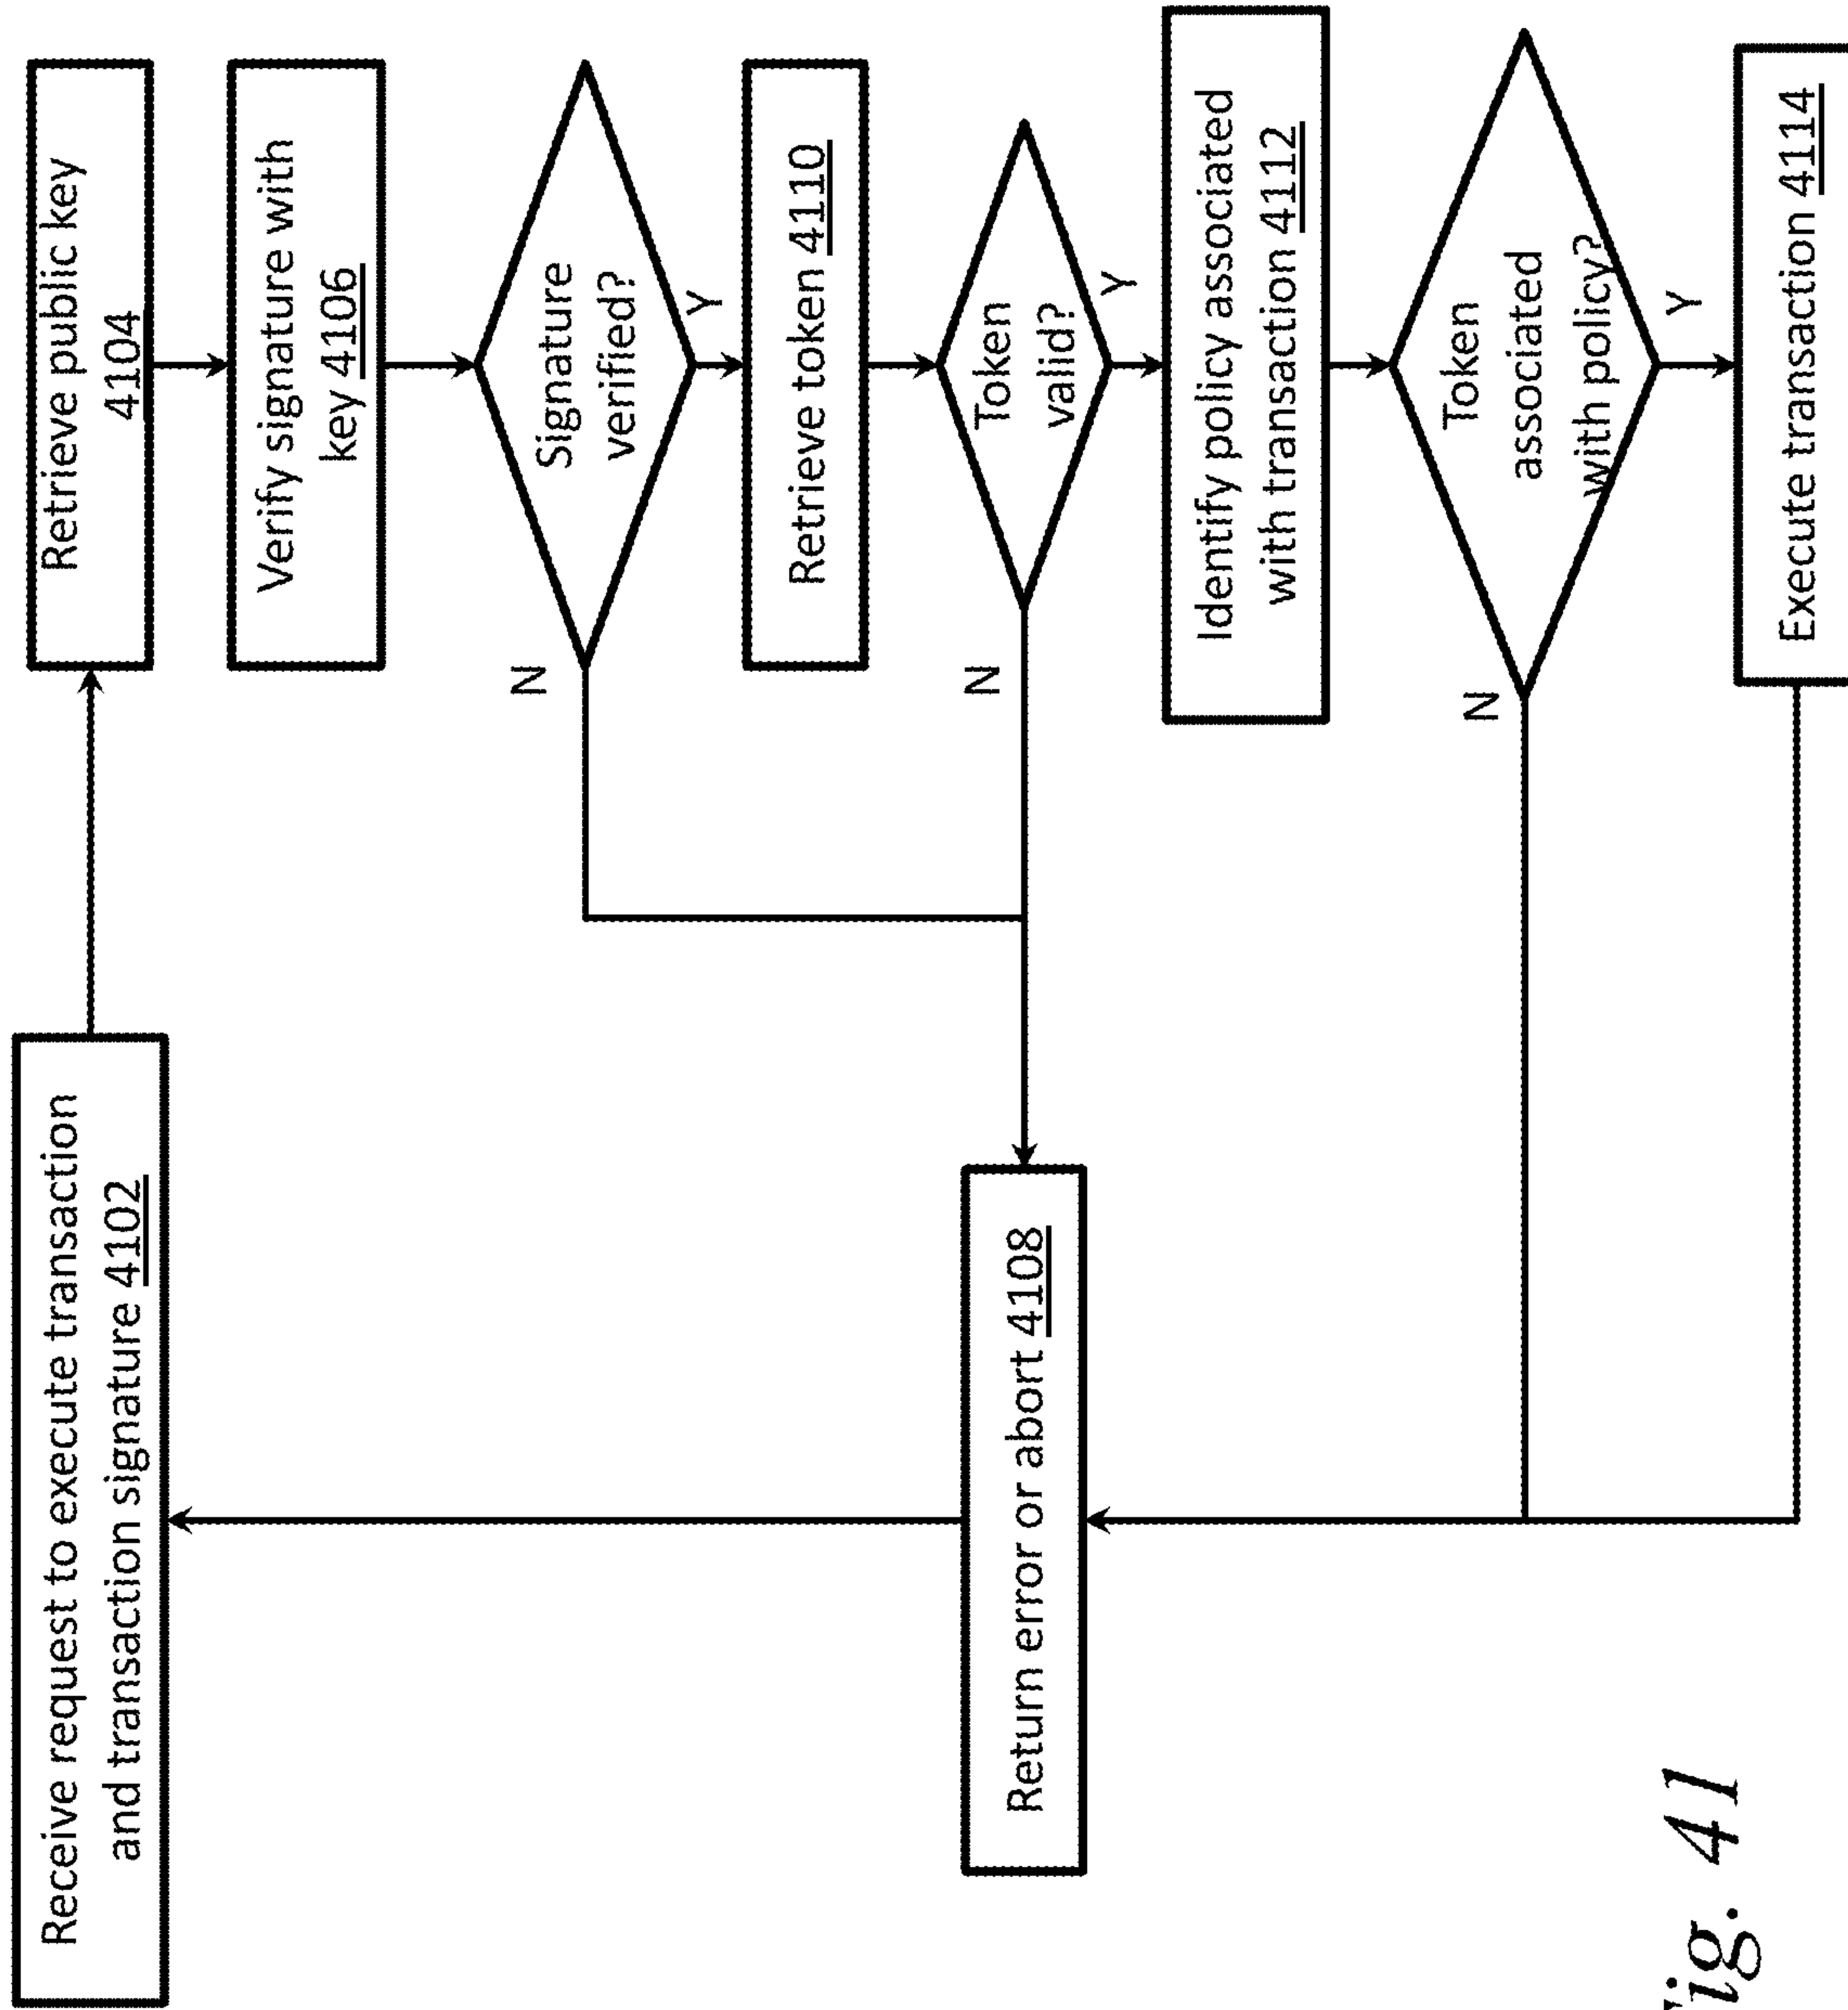 Receive request to execute transaction
and transaction signature 4102
Retrieve public key
4104
Verify signature with
key 4106
Signature
verified?
N
Y
Retrieve token 4110
Token
valid?
N
Y
Return error or abort 4108
Identify policy associated
with transaction 4112
Token
associated
with policy?
N
Y
Execute transaction 4114
Fig. 41